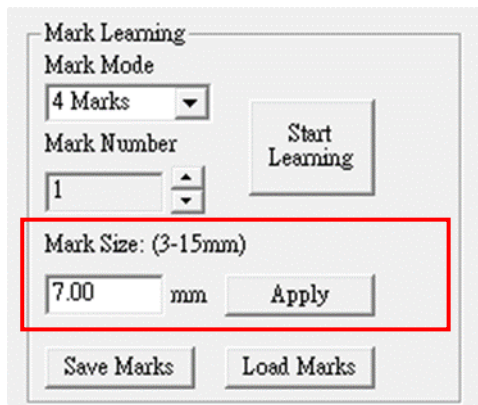 Mark Learning
Mark Mode
4 Marks
Mark Number
1
Start
Learning
Mark Size: (3-15mm)
7.00 mm Apply
Save Marks Load Marks